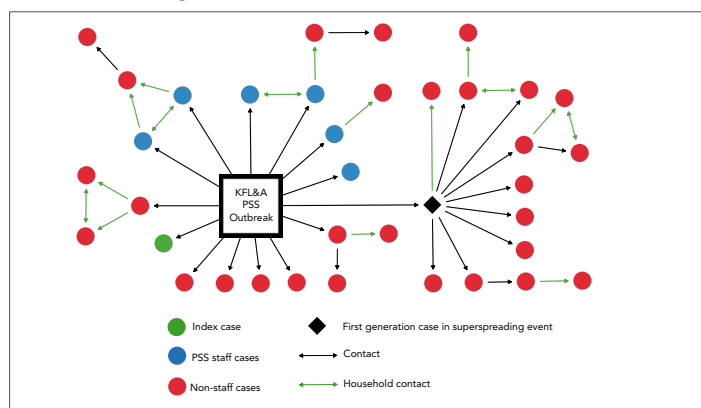 KFL&A
PSS
Outbreak
Index case
First generation case in superspreading event
PSS staff cases
Contact
Non-staff cases
Household contact